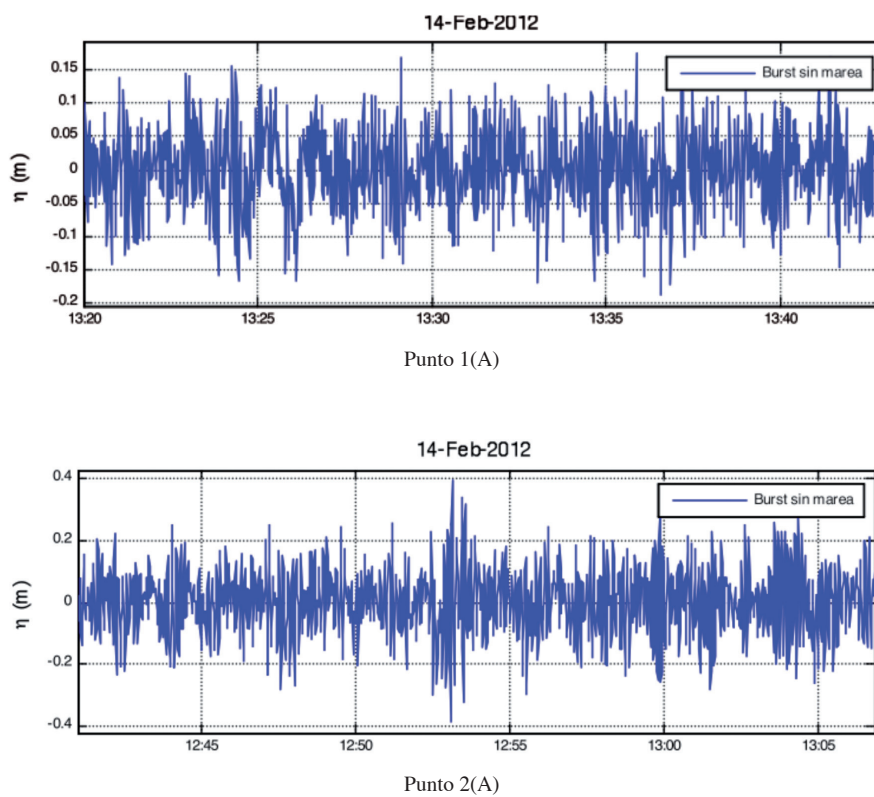 14-Feb-2012
Burst sin marea
η (m)
0.15
0.1
0.05
0
-0.05
-0.1
-0.15
-0.2
13:20 13:25 13:30 13:35 13:40
Punto 1(A)
14-Feb-2012
Burst sin marea
η (m)
0.4
0.2
0
-0.2
-0.4
12:45 12:50 12:55 13:00 13:05
Punto 2(A)